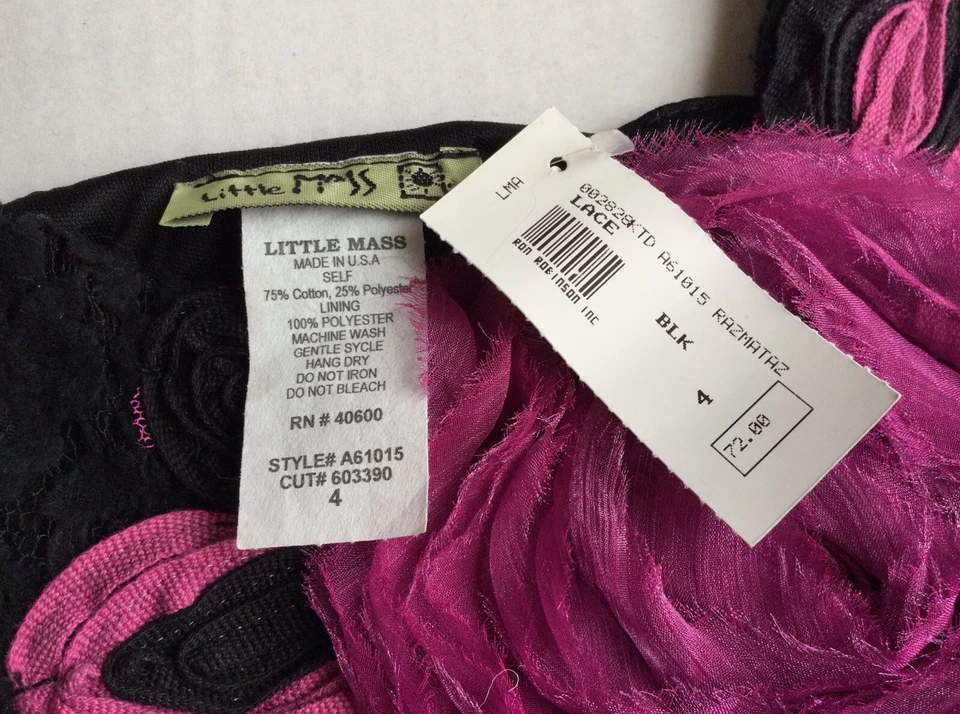 Little MASS
LITTLE MASS
MADE IN U.S.A
SELF
75% Cotton, 25% Polyester
LINING
100% POLYESTER
MACHINE WASH
GENTLE SYCLE
HANG DRY
DO NOT IRON
DO NOT BLEACH
RN # 40600
STYLE# A61015
CUT# 603390
4
LMA
002828KTD A61015 RAZMATAZ
LACE
RON ROBINSON INC
BLK
4
72.00